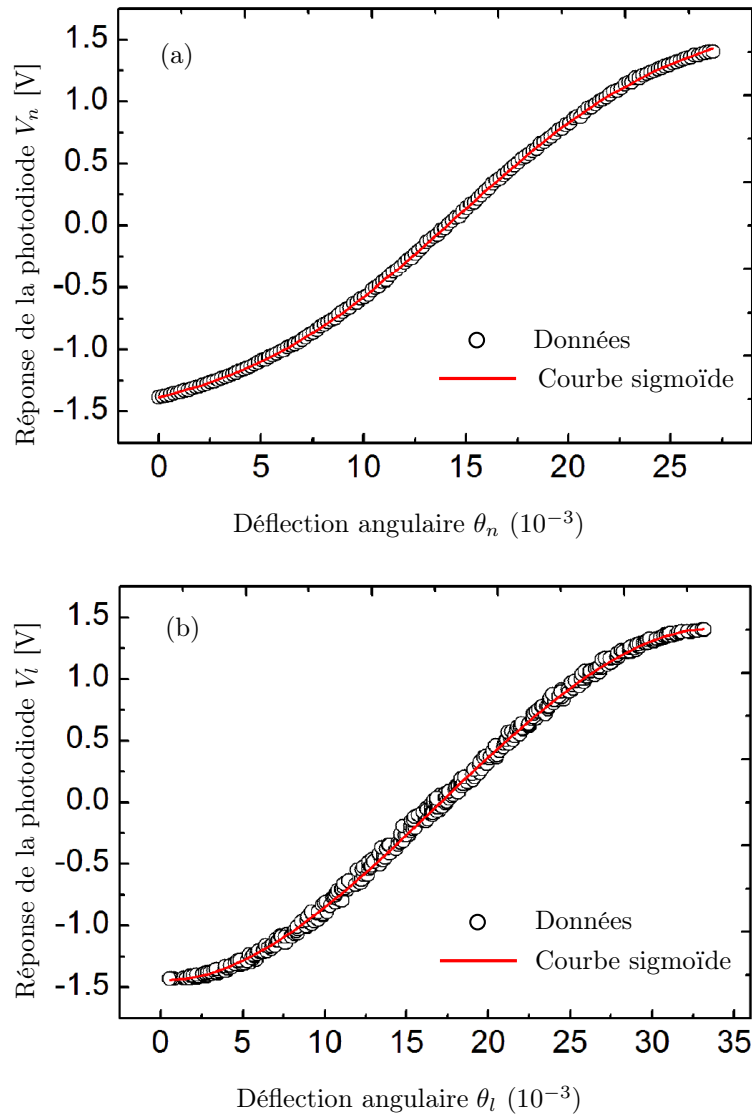 Réponse de la photodiode V_n [V]
(a)
1.5
1.0
0.5
0.0
-0.5
-1.0
-1.5
Données
Courbe sigmoïde
0 5 10 15 20 25
Déflection angulaire θ_n (10⁻³)
Réponse de la photodiode V_l [V]
(b)
1.5
1.0
0.5
0.0
-0.5
-1.0
-1.5
Données
Courbe sigmoïde
0 5 10 15 20 25 30 35
Déflection angulaire θ_l (10⁻³)